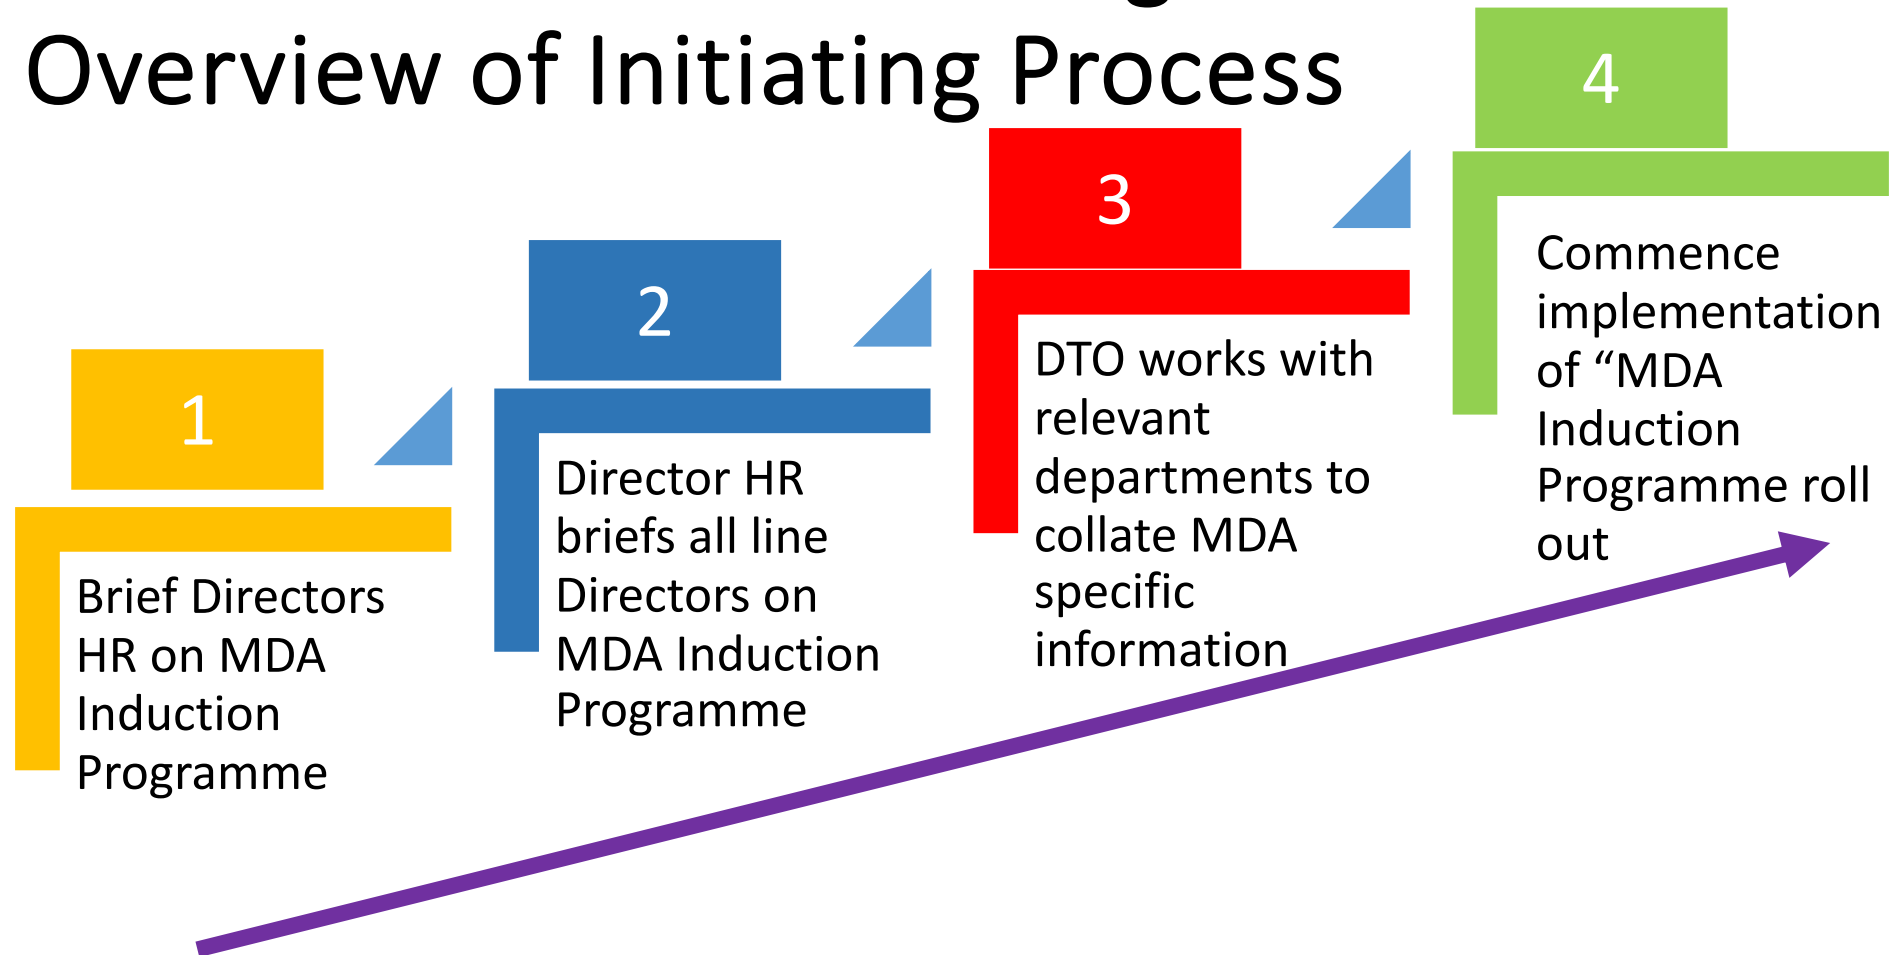 Overview of Initiating Process
1
Brief Directors
HR on MDA
Induction
Programme
2
Director HR
briefs all line
Directors on
MDA Induction
Programme
3
DTO works with
relevant
departments to
collate MDA
specific
information
4
Commence
implementation
of “MDA
Induction
Programme roll
out